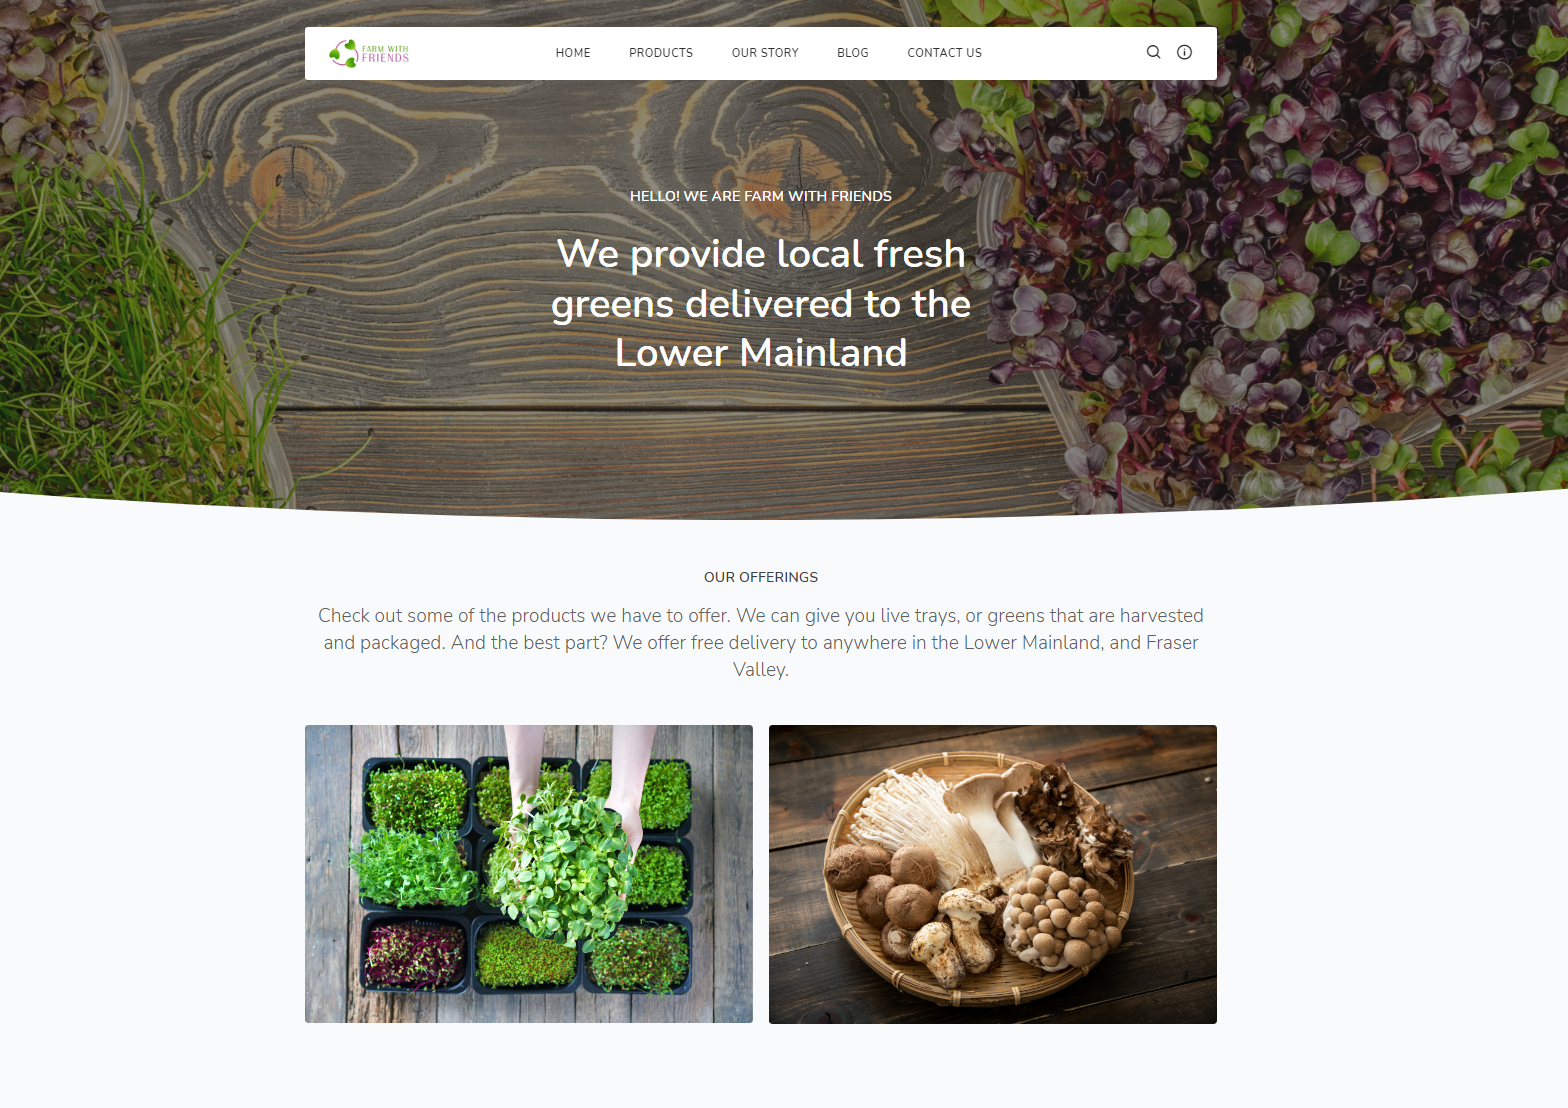 FARM WITH
FRIENDS
HOME PRODUCTS OUR STORY BLOG CONTACT US
HELLO! WE ARE FARM WITH FRIENDS
We provide local fresh
greens delivered to the
Lower Mainland
OUR OFFERINGS
Check out some of the products we have to offer. We can give you live trays, or greens that are harvested
and packaged. And the best part? We offer free delivery to anywhere in the Lower Mainland, and Fraser
Valley.